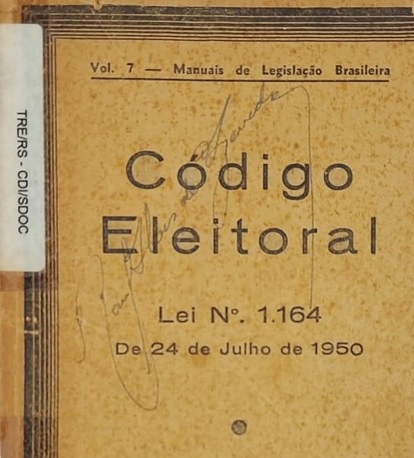 Vol. 7 — Manuais de Legislação Brasileira
Código
Eleitoral
Lei Nº. 1.164
De 24 de Julho de 1950
TRE/RS - CDI/SDOC